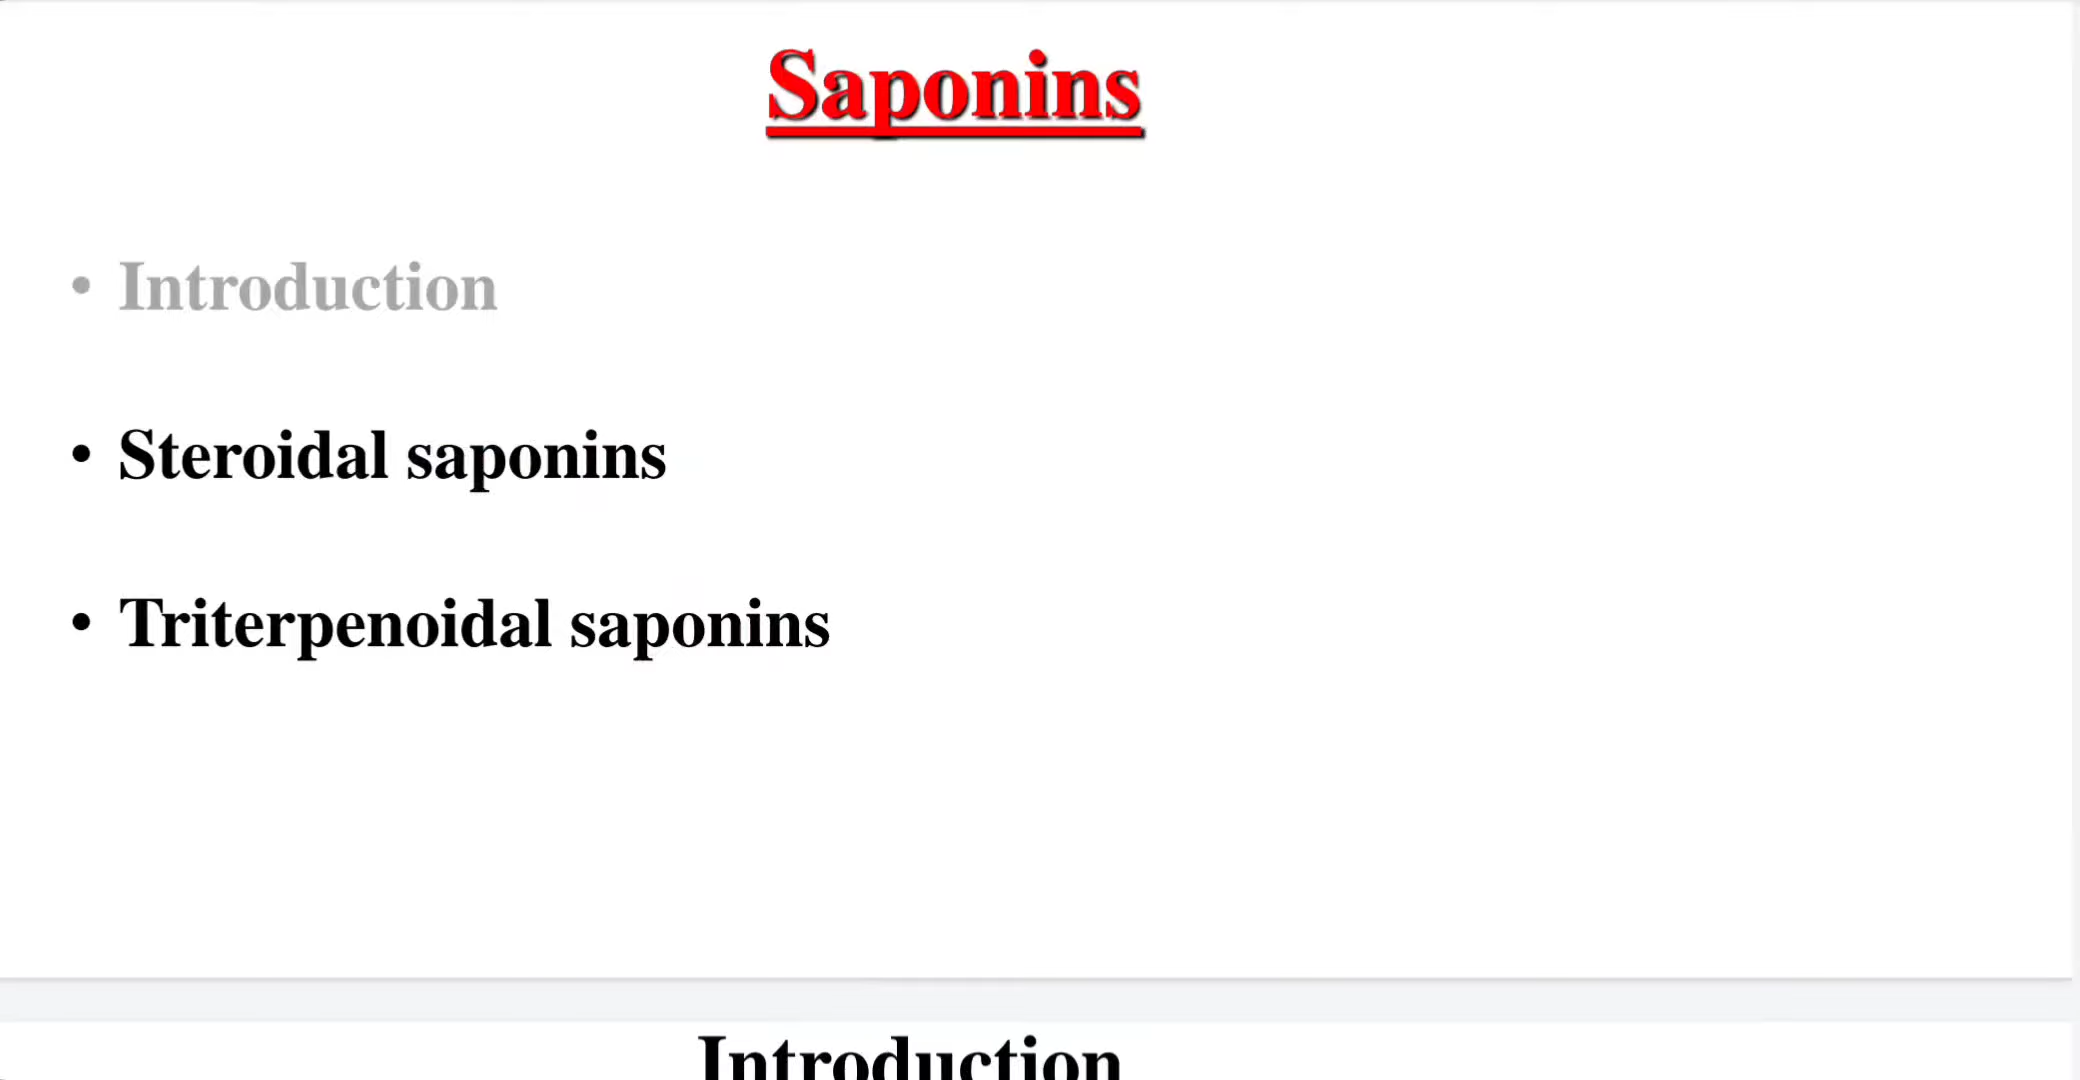 Saponins
• Introduction
• Steroidal saponins
• Triterpenoidal saponins
Introduction